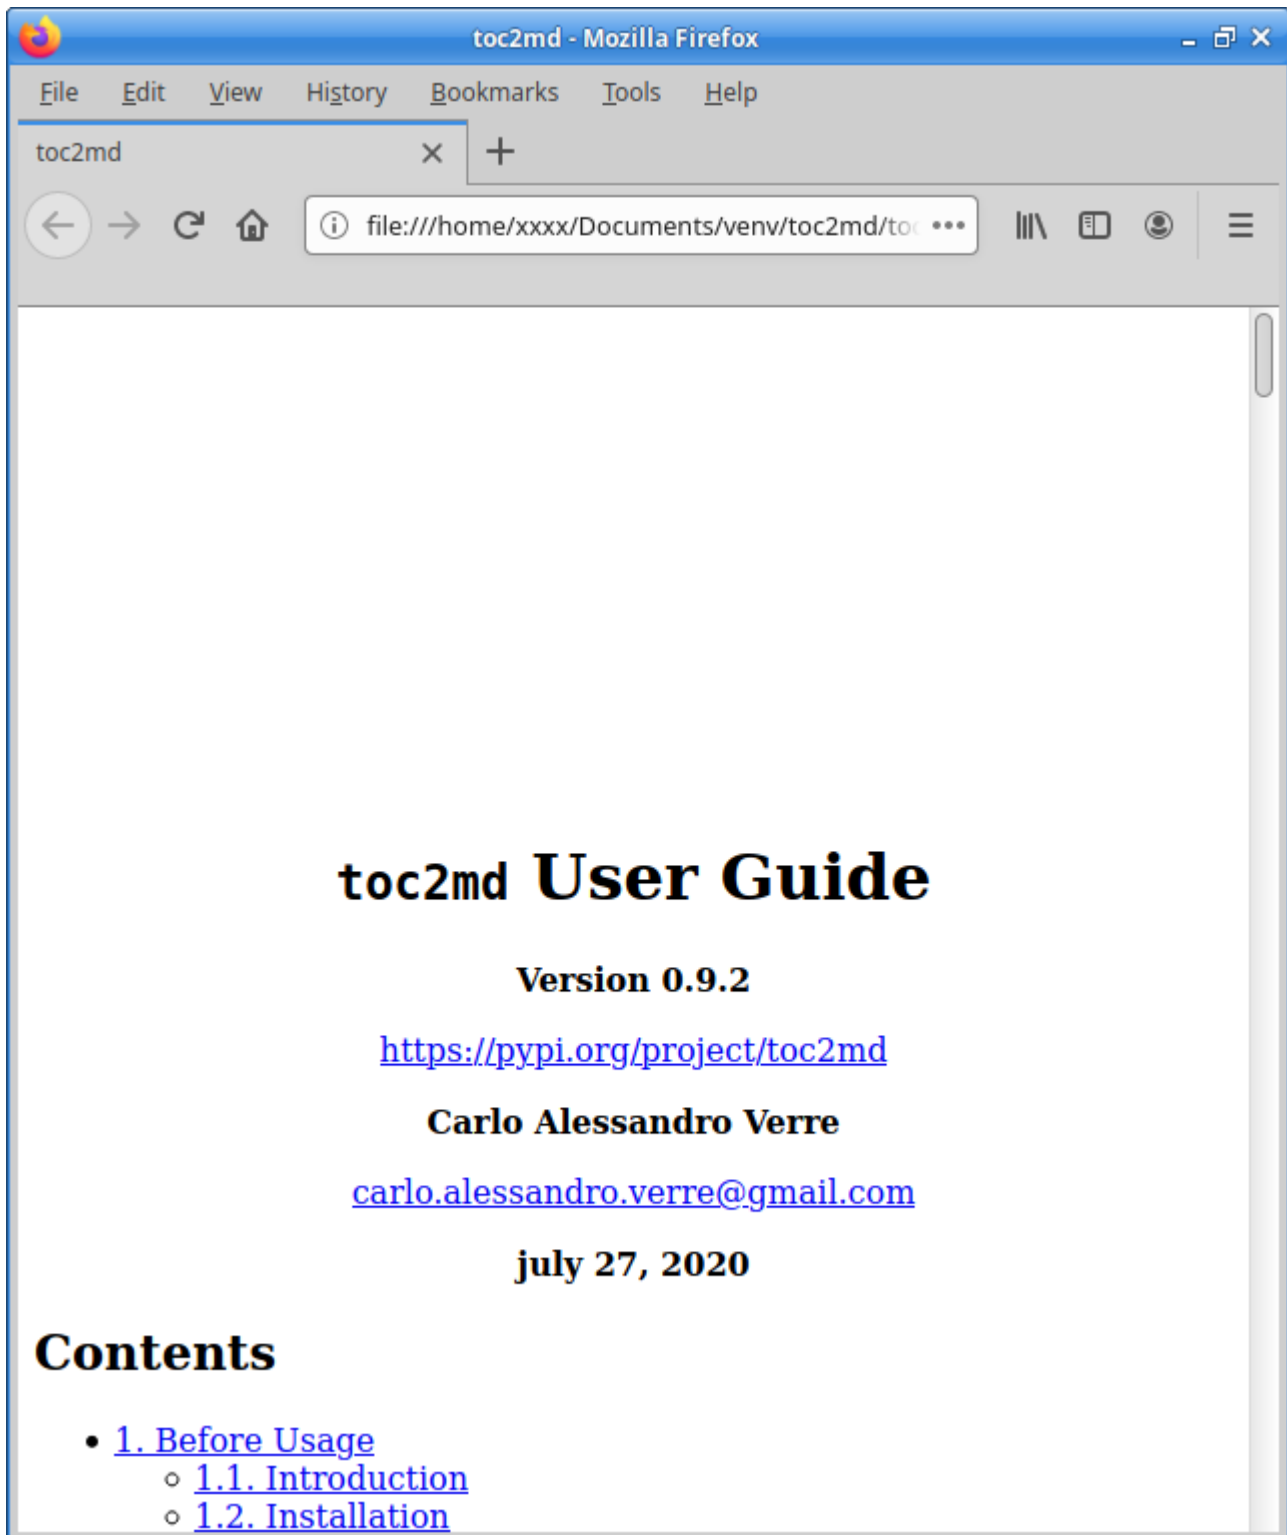 toc2md - Mozilla Firefox
File Edit View History Bookmarks Tools Help
toc2md
file:///home/xxxx/Documents/venv/toc2md/toc
toc2md User Guide
Version 0.9.2
https://pypi.org/project/toc2md
Carlo Alessandro Verre
carlo.alessandro.verre@gmail.com
july 27, 2020
Contents
1. Before Usage
1.1. Introduction
1.2. Installation